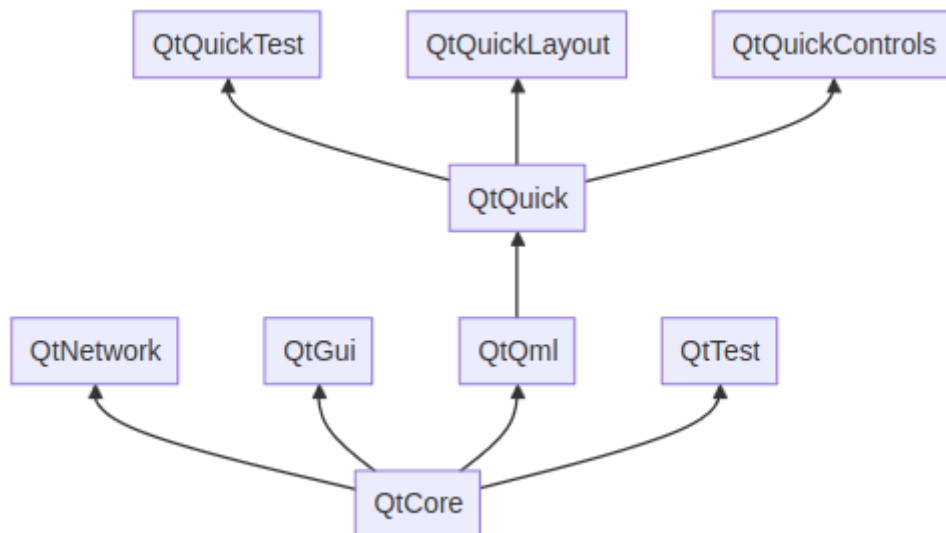 QtQuickTest
QtQuickLayout
QtQuickControls
QtQuick
QtNetwork
QtGui
QtQml
QtTest
QtCore